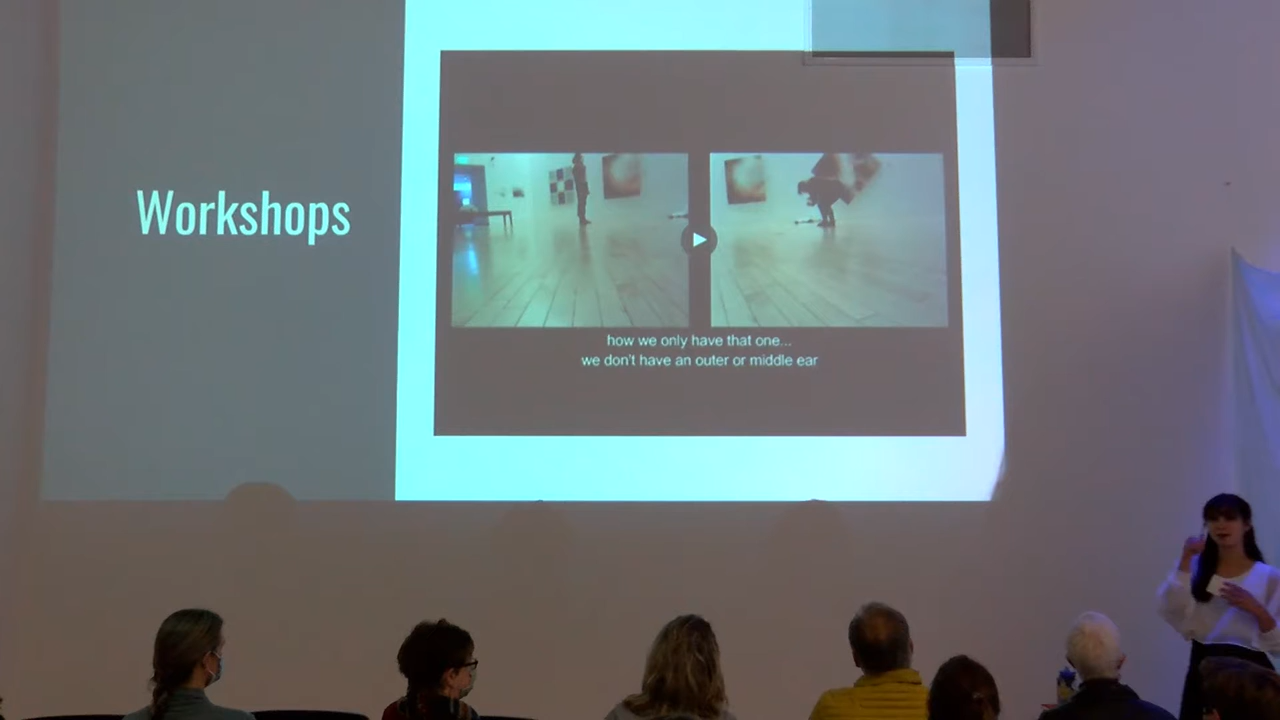 Workshops
how we only have that one...
we don't have an outer or middle ear